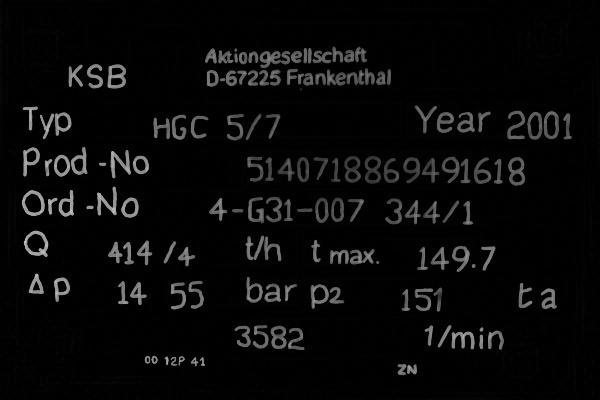 KSB Aktiongesellschaft
D-67225 Frankenthal
Typ HGC 5/7 Year 2001
Prod -No 5140718869491618
Ord -No 4-G31-007 344/1
Q 414 /4 t/h t max. 149.7
Δ p 14 55 bar p2 151 ta
3582 1/min
00 12P 41 ZN